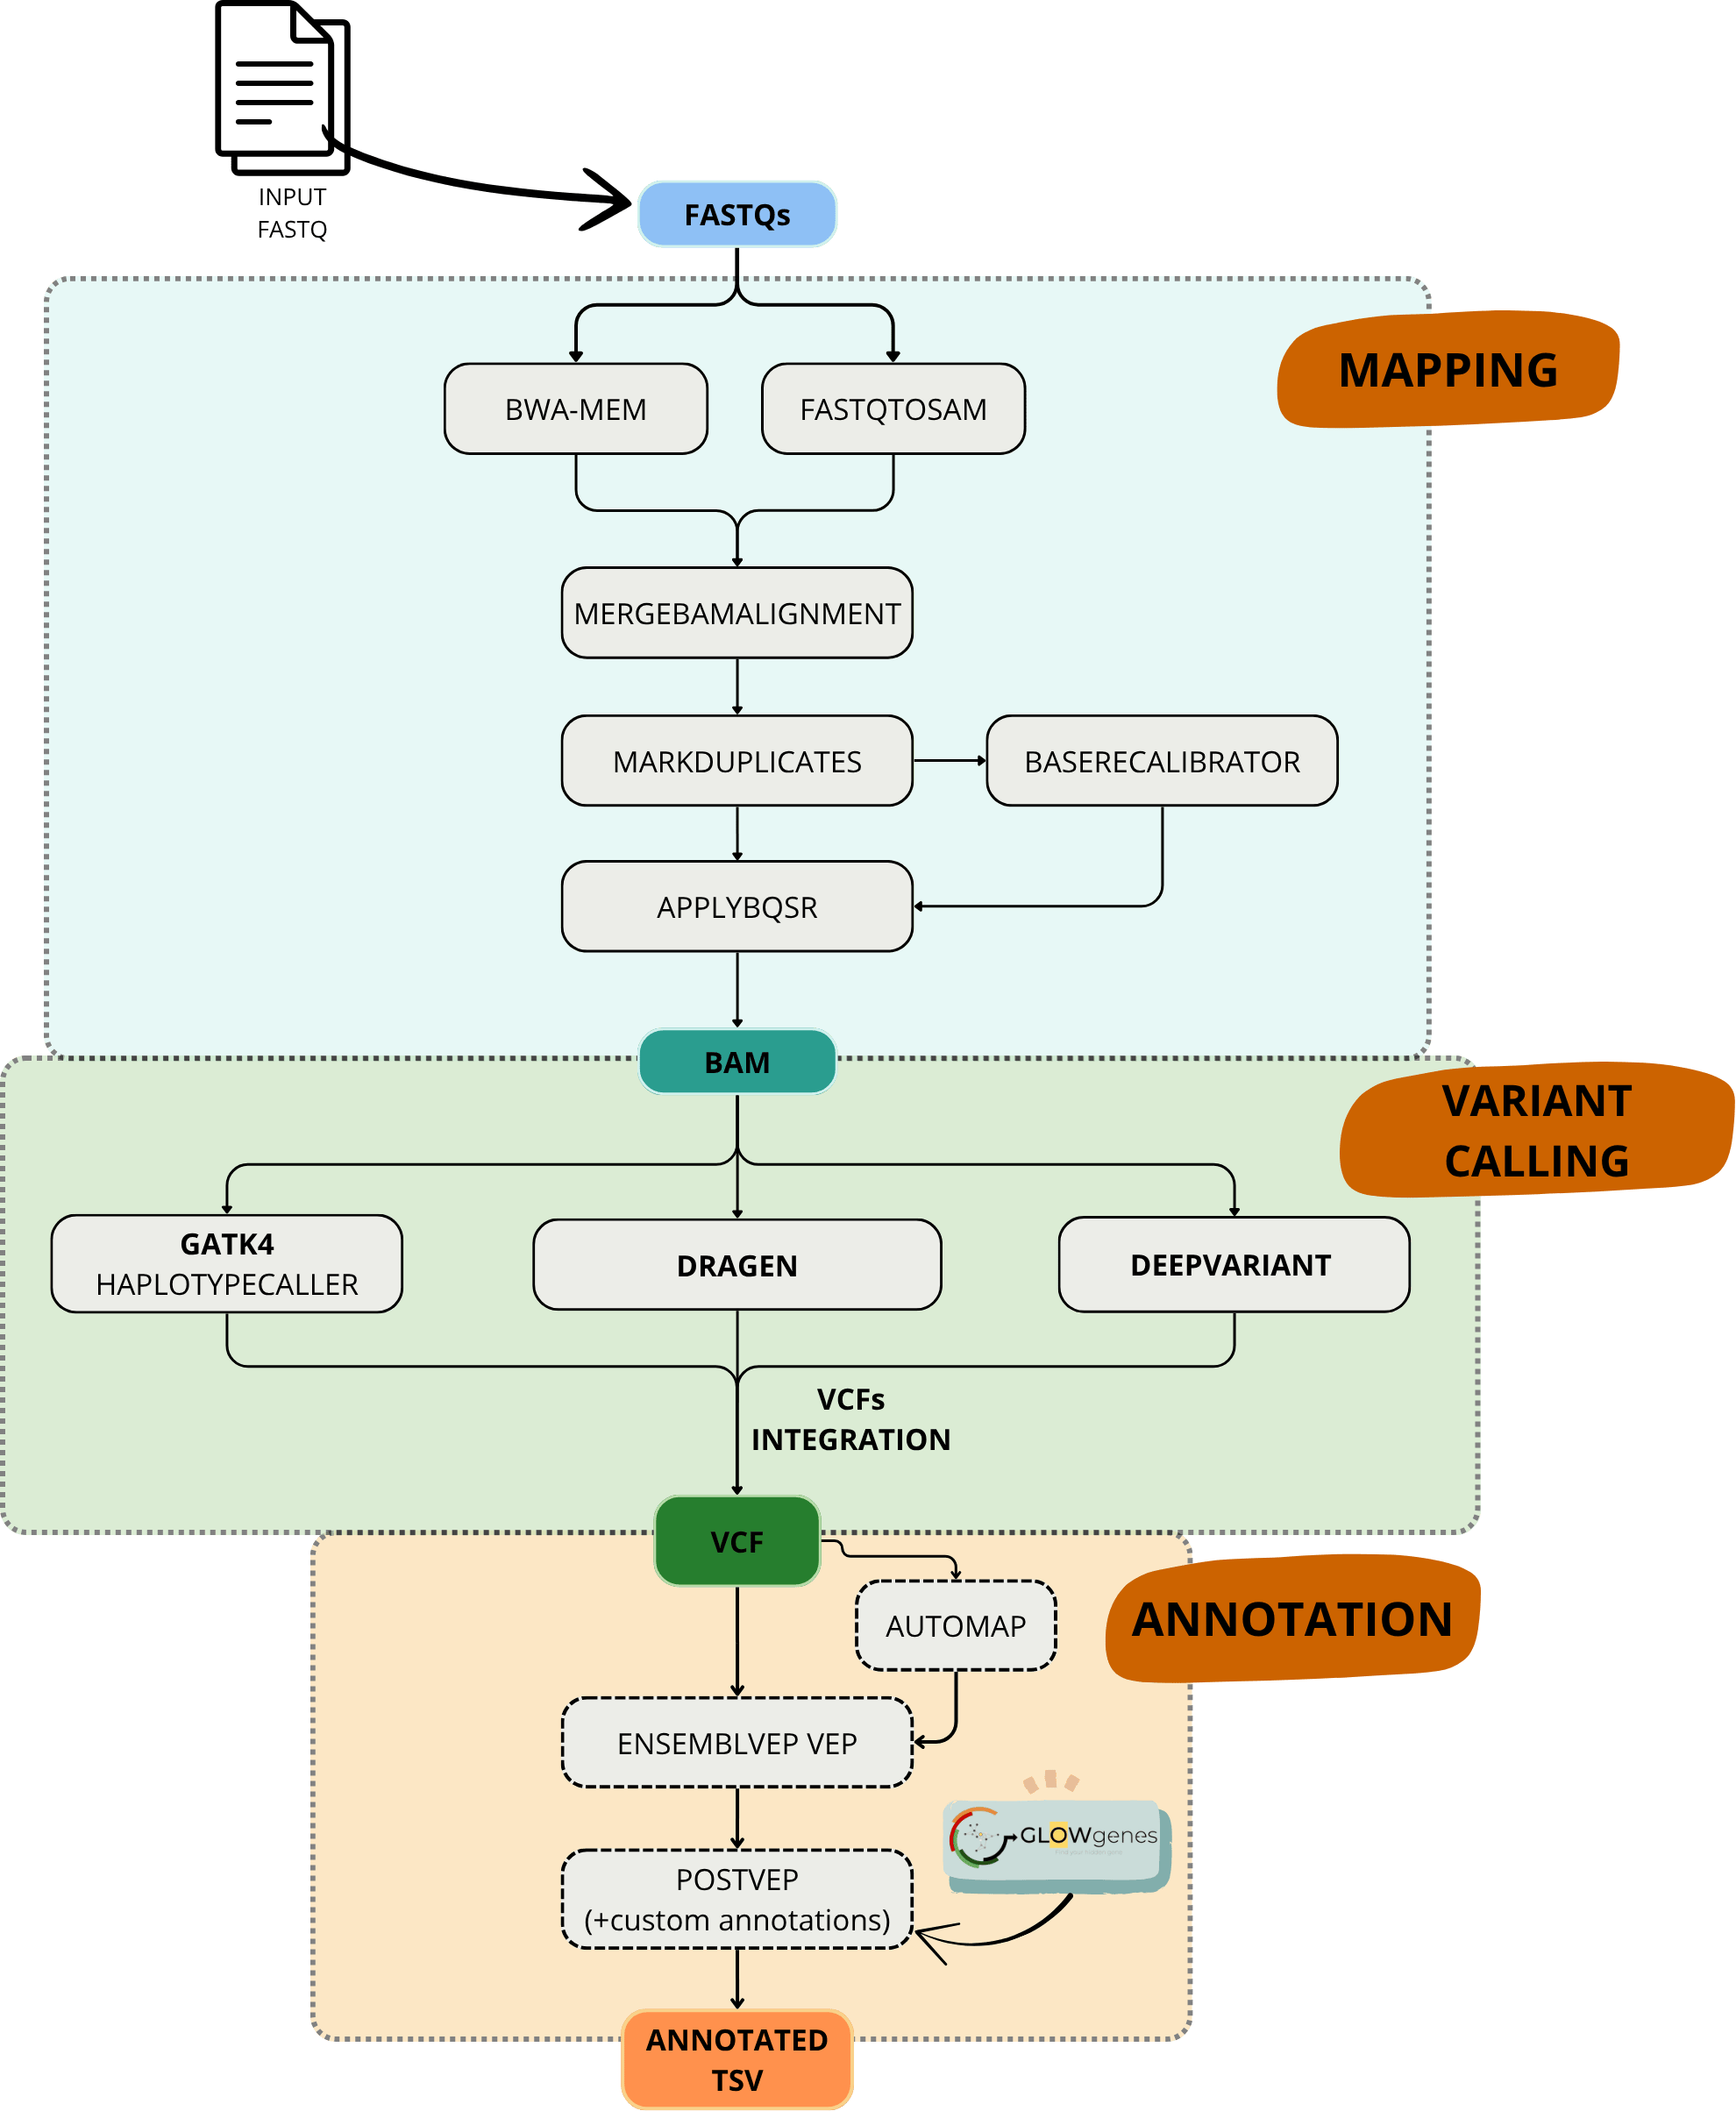 INPUT
FASTQ
FASTQs
MAPPING
BWA-MEM
FASTQTOSAM
MERGEBAMALIGNMENT
MARKDUPLICATES
BASERECALIBRATOR
APPLYBQSR
BAM
VARIANT
CALLING
GATK4
HAPLOTYPECALLER
DRAGEN
DEEPVARIANT
VCFs
INTEGRATION
VCF
AUTOMAP
ANNOTATION
ENSEMBLVEP VEP
GLOWgenes
POSTVEP
(+custom annotations)
ANNOTATED
TSV